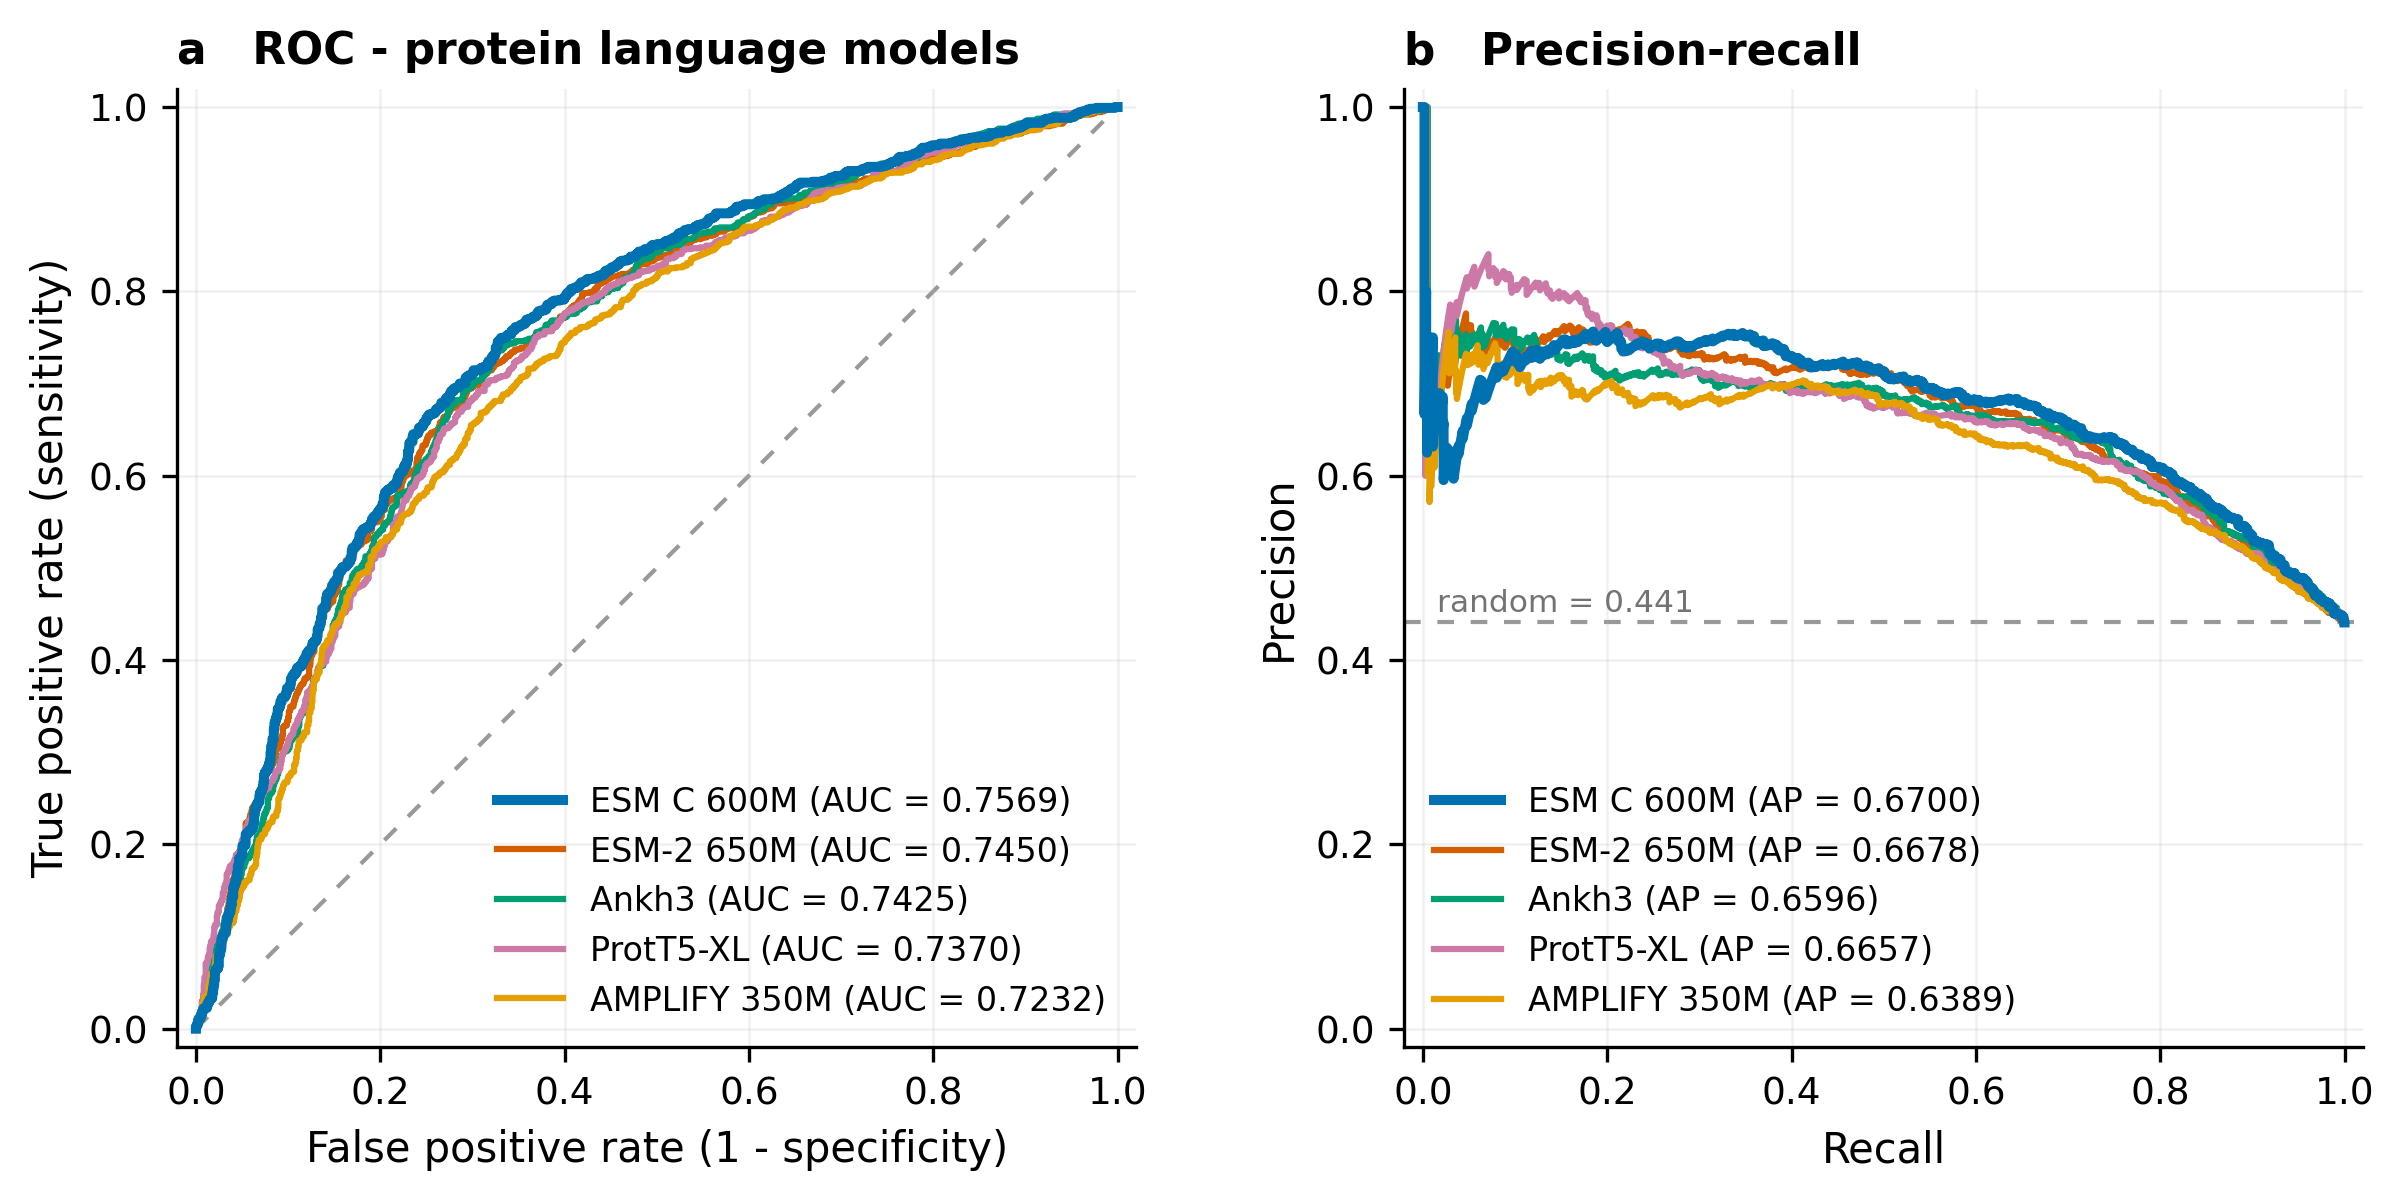 a ROC - protein language models
True positive rate (sensitivity)
1.0
0.8
0.6
0.4
0.2
0.0
ESM C 600M (AUC = 0.7569)
ESM-2 650M (AUC = 0.7450)
Ankh3 (AUC = 0.7425)
ProtT5-XL (AUC = 0.7370)
AMPLIFY 350M (AUC = 0.7232)
0.0 0.2 0.4 0.6 0.8 1.0
False positive rate (1 - specificity)
b Precision-recall
Precision
1.0
0.8
0.6
0.4
0.2
0.0
random = 0.441
ESM C 600M (AP = 0.6700)
ESM-2 650M (AP = 0.6678)
Ankh3 (AP = 0.6596)
ProtT5-XL (AP = 0.6657)
AMPLIFY 350M (AP = 0.6389)
0.0 0.2 0.4 0.6 0.8 1.0
Recall